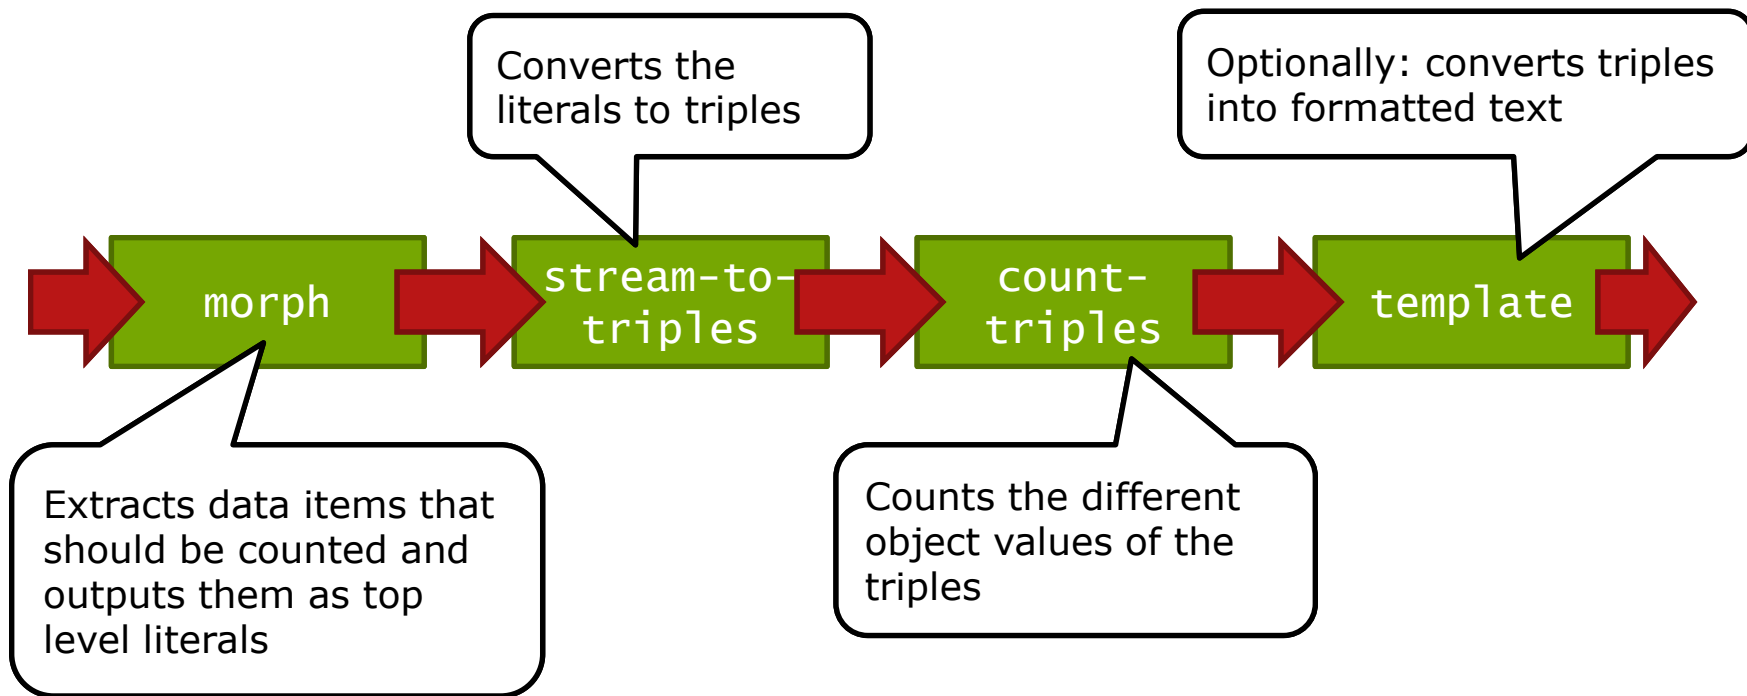 Converts the
literals to triples
Optionally: converts triples
into formatted text
morph
stream-to-
triples
count-
triples
template
Extracts data items that
should be counted and
outputs them as top
level literals
Counts the different
object values of the
triples